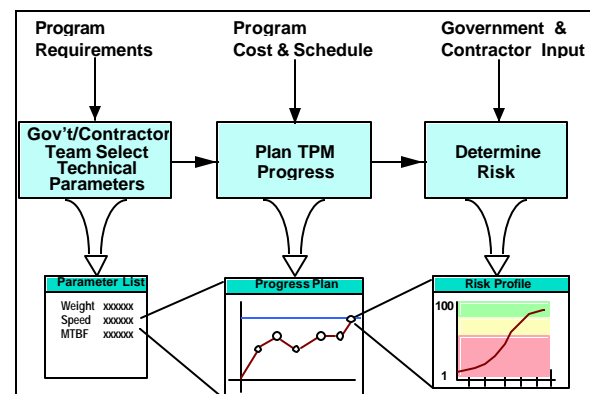 Program
Requirements
Program
Cost & Schedule
Government &
Contractor Input
Gov't/Contractor
Team Select
Technical
Parameters
Plan TPM
Progress
Determine
Risk
Parameter List
Weight xxxxxx
Speed xxxxxx
MTBF xxxxxx
Progress Plan
Risk Profile
100
1